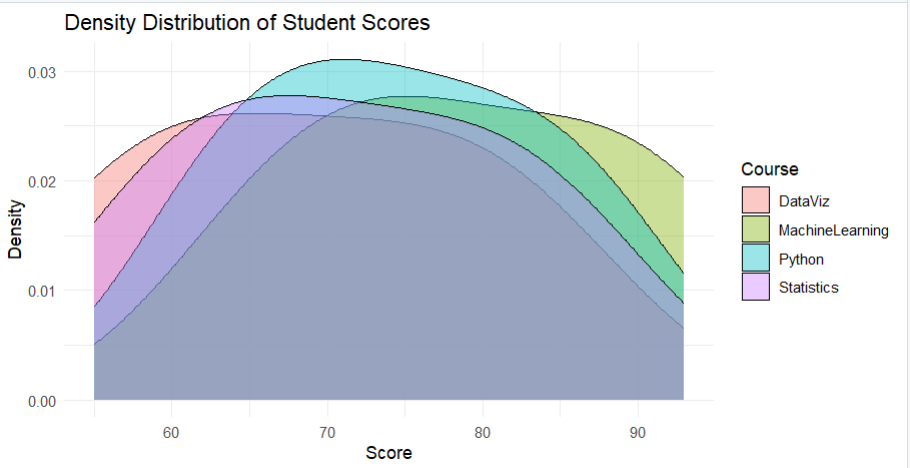 Density Distribution of Student Scores
0.03
0.02
0.01
0.00
Density
60 70 80 90
Score
Course
DataViz
MachineLearning
Python
Statistics